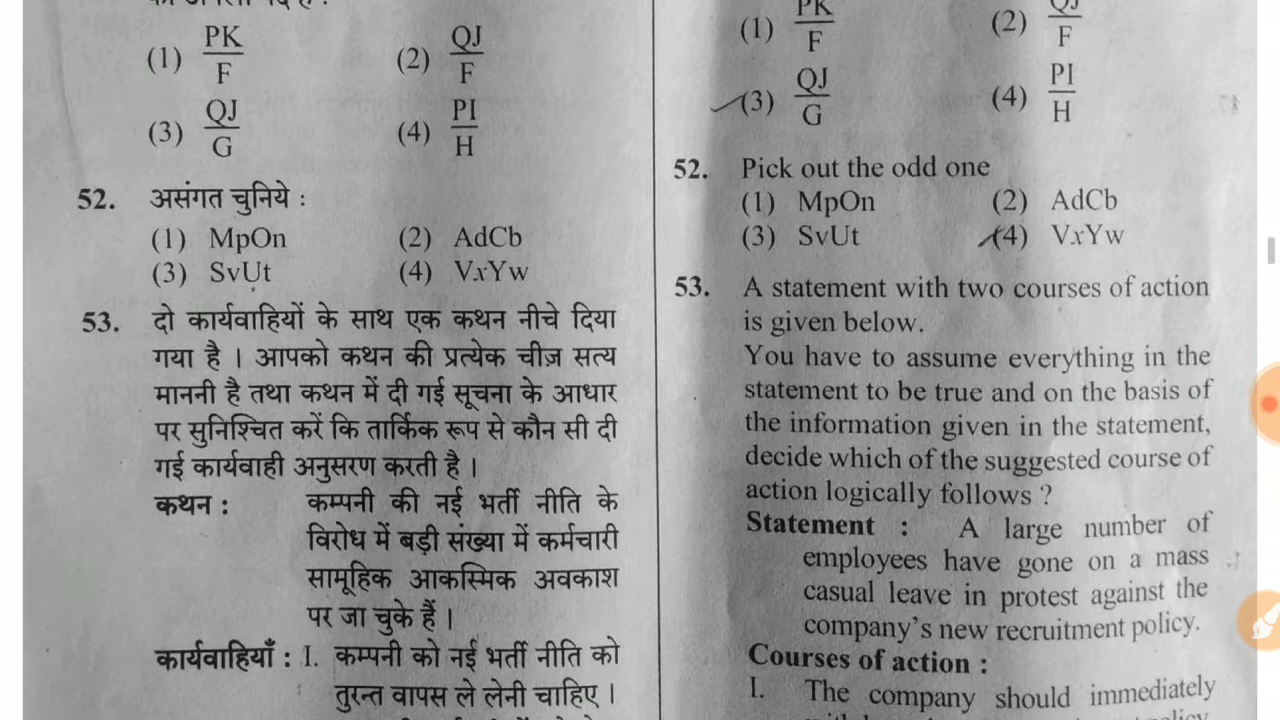 (1) PK/F (2) QJ/F
(3) QJ/G (4) PI/H
52. असंगत चुनिये :
(1) MpOn (2) AdCb
(3) SvUt (4) VxYw
53. दो कार्यवाहियों के साथ एक कथन नीचे दिया
गया है । आपको कथन की प्रत्येक चीज़ सत्य
माननी है तथा कथन में दी गई सूचना के आधार
पर सुनिश्चित करें कि तार्किक रूप से कौन सी दी
गई कार्यवाही अनुसरण करती है ।
कथन : कम्पनी की नई भर्ती नीति के
विरोध में बड़ी संख्या में कर्मचारी
सामूहिक आकस्मिक अवकाश
पर जा चुके हैं ।
कार्यवाहियाँ : I. कम्पनी को नई भर्ती नीति को
तुरन्त वापस ले लेनी चाहिए ।
(1) PK/F (2) QJ/F
(3) QJ/G (4) PI/H
52. Pick out the odd one
(1) MpOn (2) AdCb
(3) SvUt (4) VxYw
53. A statement with two courses of action
is given below.
You have to assume everything in the
statement to be true and on the basis of
the information given in the statement,
decide which of the suggested course of
action logically follows ?
Statement : A large number of
employees have gone on a mass
casual leave in protest against the
company's new recruitment policy.
Courses of action :
I. The company should immediately